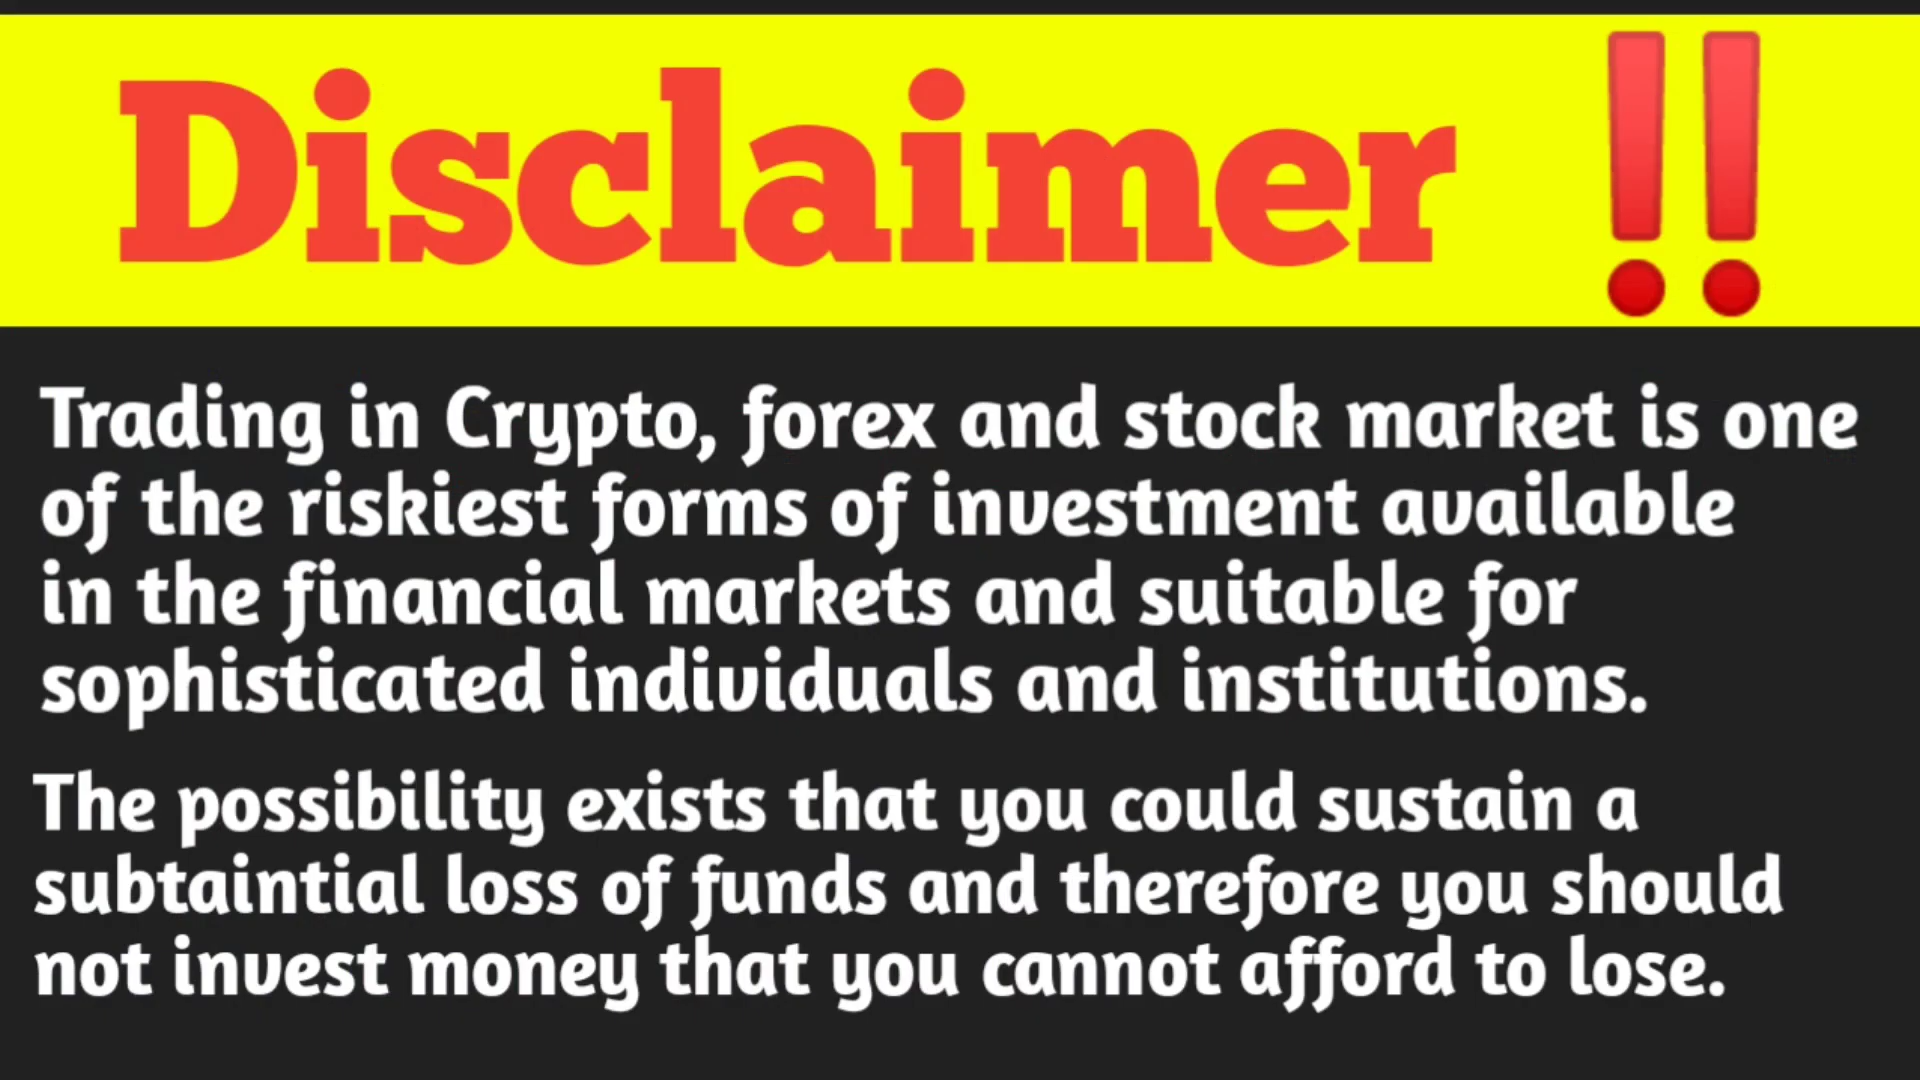 Disclaimer ‼
Trading in Crypto, forex and stock market is one
of the riskiest forms of investment available
in the financial markets and suitable for
sophisticated individuals and institutions.
The possibility exists that you could sustain a
subtaintial loss of funds and therefore you should
not invest money that you cannot afford to lose.